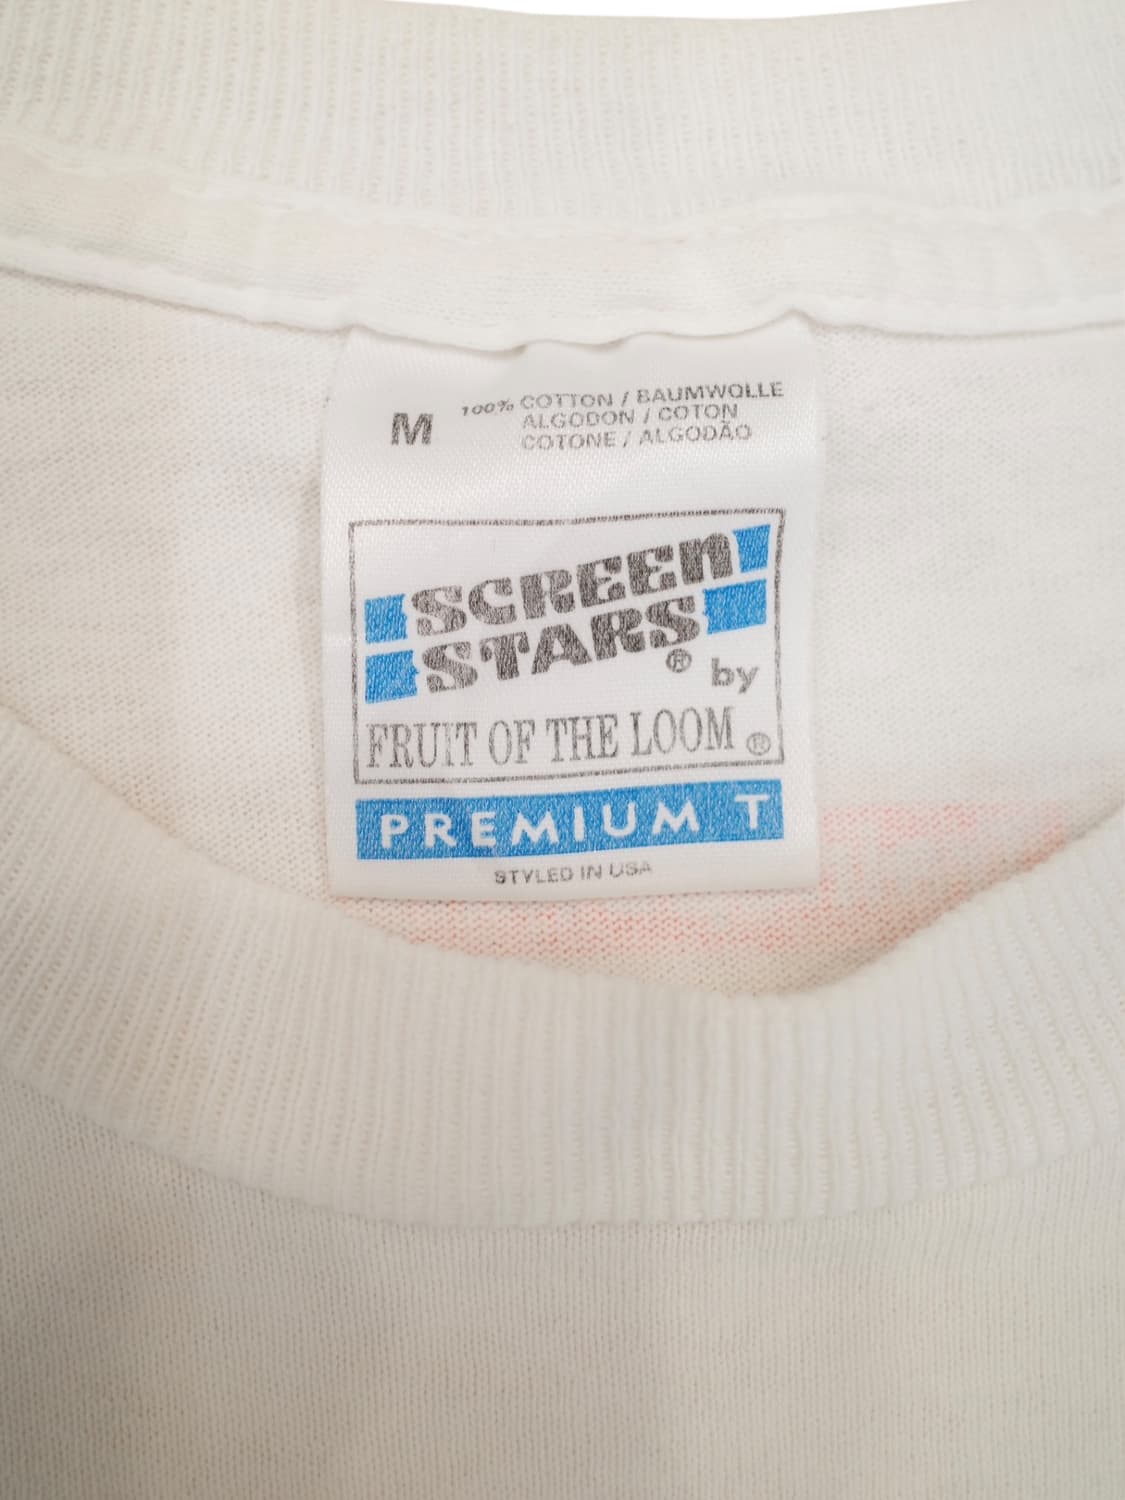 M 100% COTTON / BAUMWOLLE
ALGODON / COTON
COTONE / ALGODÃO
SCREEN
STARS® by
FRUIT OF THE LOOM®
PREMIUM T
STYLED IN USA